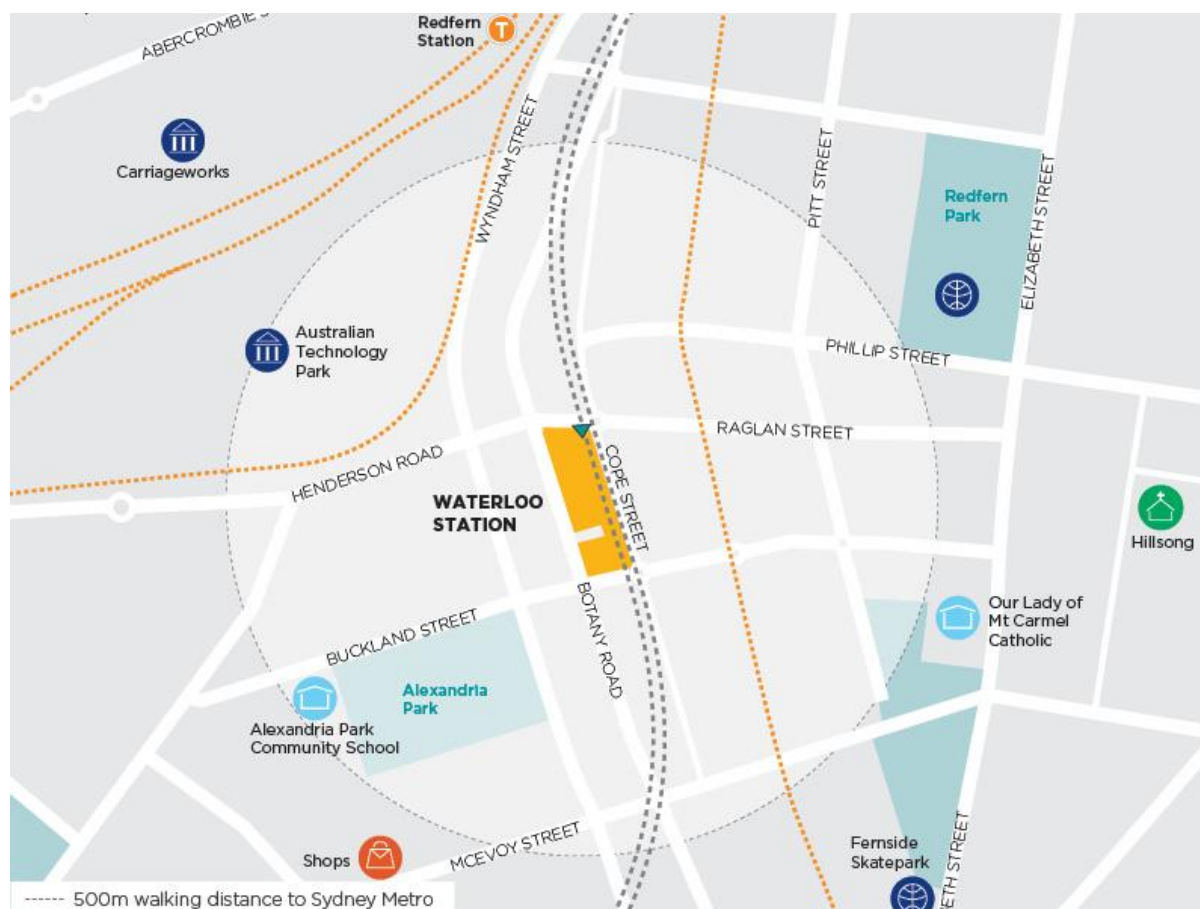 ABERCROMBIE
Redfern
Station
T
Carriageworks
WYNDHAM STREET
PITT STREET
Redfern
Park
ELIZABETH STREET
Australian
Technology
Park
PHILLIP STREET
RAGLAN STREET
HENDERSON ROAD
COPE STREET
WATERLOO
STATION
Hillsong
BUCKLAND STREET
BOTANY ROAD
Our Lady of
Mt Carmel
Catholic
Alexandria
Park
Alexandria Park
Community School
MCEVOY STREET
Shops
Fernside
Skatepark
ETH STREET
500m walking distance to Sydney Metro